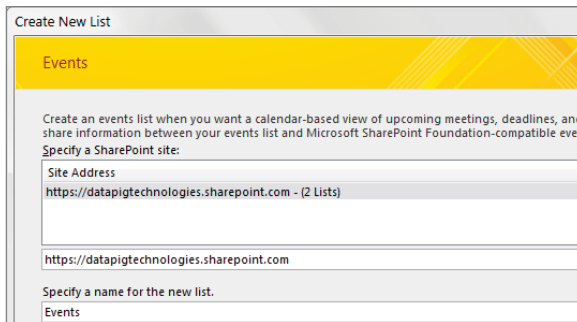 Create New List
Events
Create an events list when you want a calendar-based view of upcoming meetings, deadlines,
share information between your events list and Microsoft SharePoint Foundation-compatible
Specify a SharePoint site:
Site Address
https://datapigtechnologies.sharepoint.com - (2 Lists)
https://datapigtechnologies.sharepoint.com
Specify a name for the new list.
Events